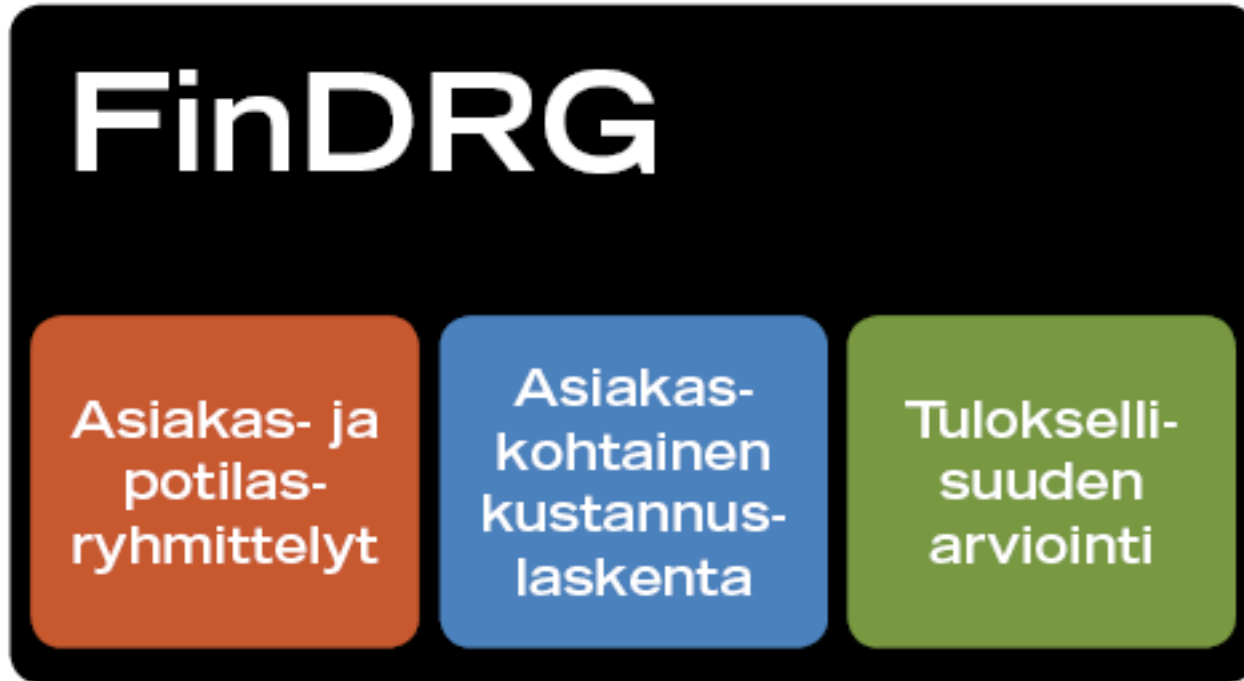 FinDRG
Asiakas- ja
potilas-
ryhmittelyt
Asiakas-
kohtainen
kustannus-
laskenta
Tulokselli-
suuden
arviointi